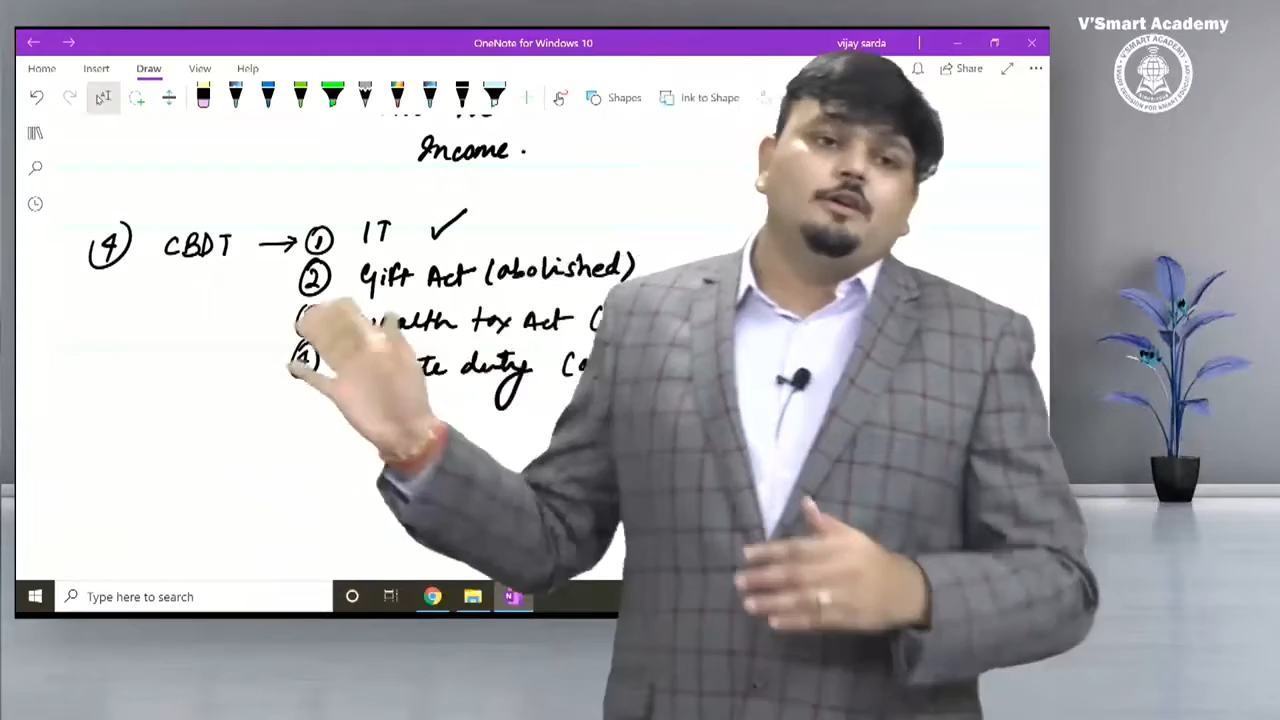 V'Smart Academy
OneNote for Windows 10
vijay sarda
Home Insert Draw View Help
Share
Shapes
Ink to Shape
Income.
④ CBDT → ① IT ✓
② Gift Act (abolished)
tax Act (
duty (
Type here to search